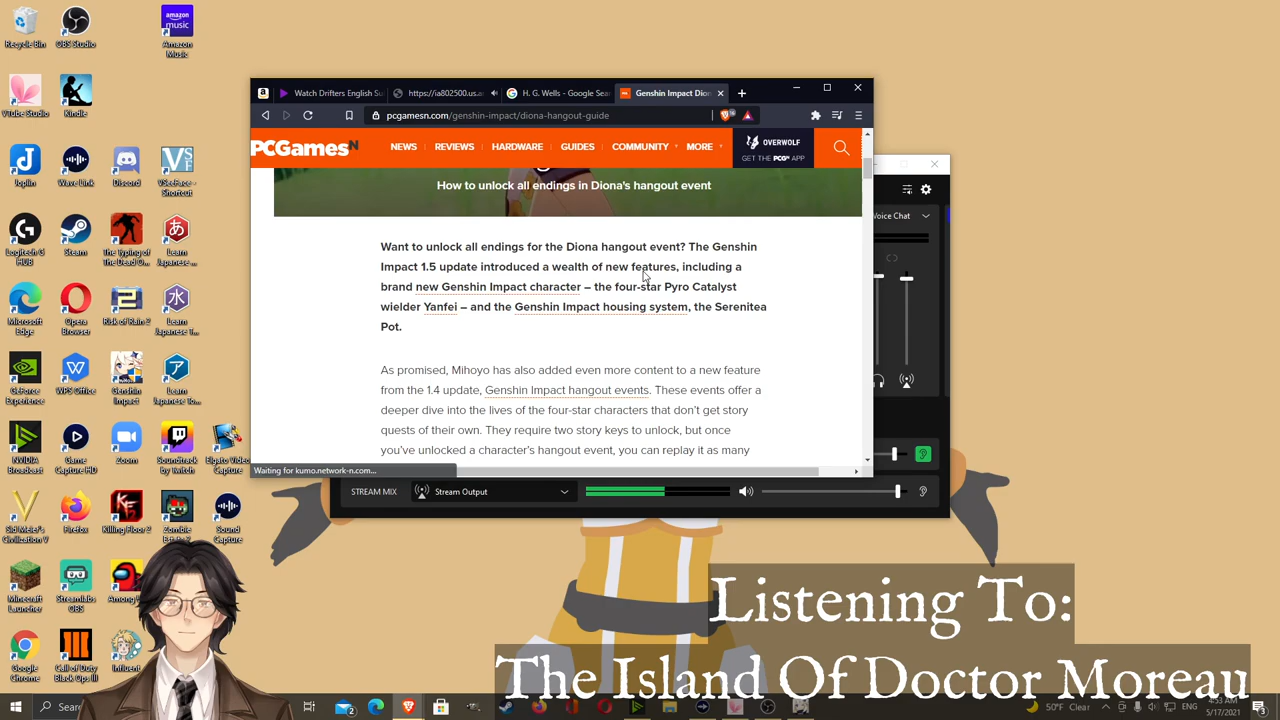 Recycle Bin
OBS Studio
amazon music
Amazon Music
VTube Studio
Kindle
Joplin
Wave Link
Discord
VSeeFace - Shortcut
Logitech G HUB
Steam
The Typing of The Dead O...
Learn Japanese ...
Microsoft Edge
Opera Browser
Risk of Rain 2
Learn Japanese T...
GeForce Experience
WPS Office
Genshin Impact
Learn Japanese To...
NVIDIA Broadcast
Game Capture HD
Zoom
Soundtrack by Twitch
Elgato Video Capture
Sid Meier's Civilization V
Firefox
Killing Floor 2
Sound Capture
Minecraft Launcher
Streamlabs OBS
Google Chrome
Call of Duty Black Ops III
Influent
Watch Drifters English Su
https://ia802500.us.a
H. G. Wells - Google Sea
Genshin Impact Dion
pcgamesn.com/genshin-impact/diona-hangout-guide
PCGamesN
NEWS
REVIEWS
HARDWARE
GUIDES
COMMUNITY
MORE
OVERWOLF
GET THE PCGN APP
How to unlock all endings in Diona's hangout event
Want to unlock all endings for the Diona hangout event? The Genshin
Impact 1.5 update introduced a wealth of new features, including a
brand new Genshin Impact character – the four-star Pyro Catalyst
wielder Yanfei – and the Genshin Impact housing system, the Serenitea
Pot.
As promised, Mihoyo has also added even more content to a new feature
from the 1.4 update, Genshin Impact hangout events. These events offer a
deeper dive into the lives of the four-star characters that don't get story
quests of their own. They require two story keys to unlock, but once
you've unlocked a character's hangout event, you can replay it as many
Waiting for kumo.network-n.com...
Voice Chat
STREAM MIX
Stream Output
Listening To:
The Island Of Doctor Moreau
Sear
50°F Clear
4:53 AM
5/17/2021